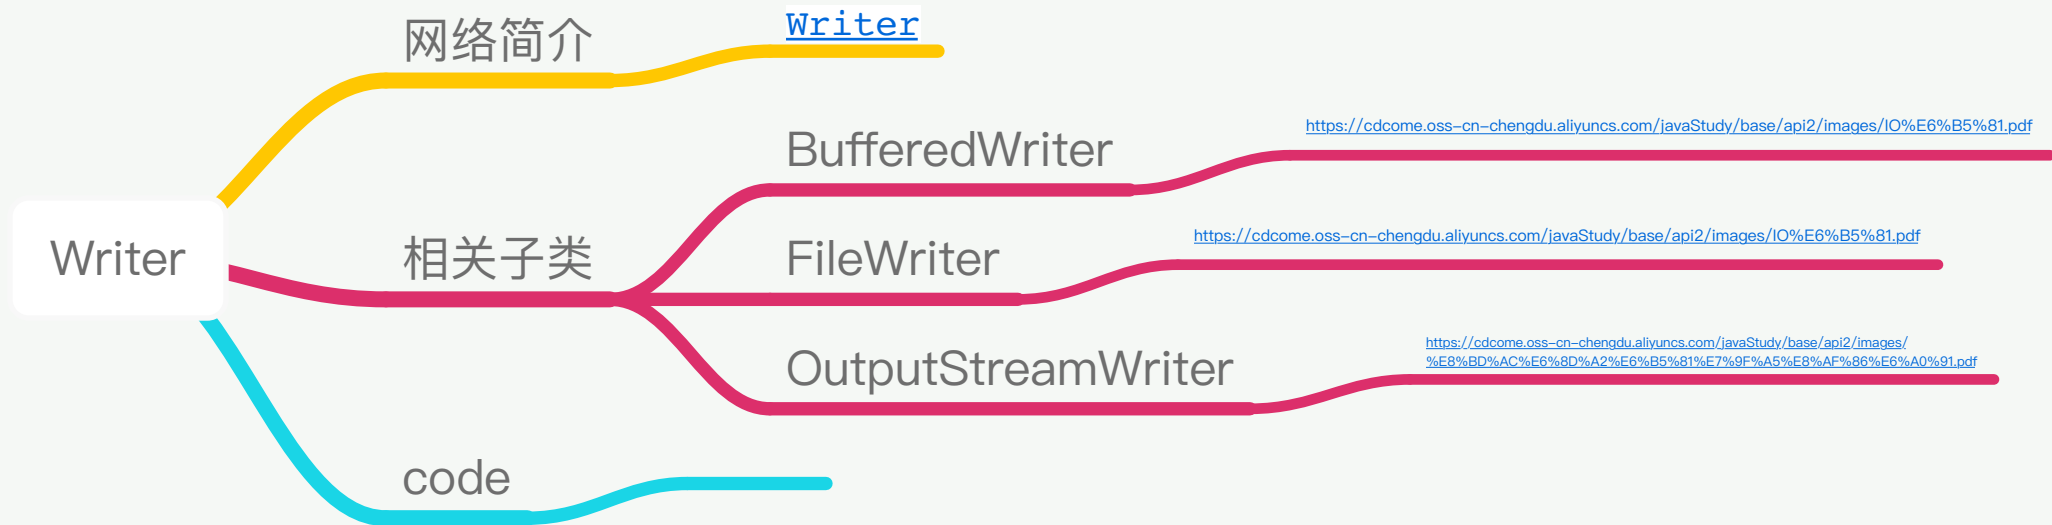 网络简介
Writer
BufferedWriter
https://cdcome.oss-cn-chengdu.aliyuncs.com/javaStudy/base/api2/images/IO%E6%B5%81.pdf
Writer
相关子类
FileWriter
https://cdcome.oss-cn-chengdu.aliyuncs.com/javaStudy/base/api2/images/IO%E6%B5%81.pdf
OutputStreamWriter
https://cdcome.oss-cn-chengdu.aliyuncs.com/javaStudy/base/api2/images/
%E8%BD%AC%E6%8D%A2%E6%B5%81%E7%9F%A5%E8%AF%86%E6%A0%91.pdf
code